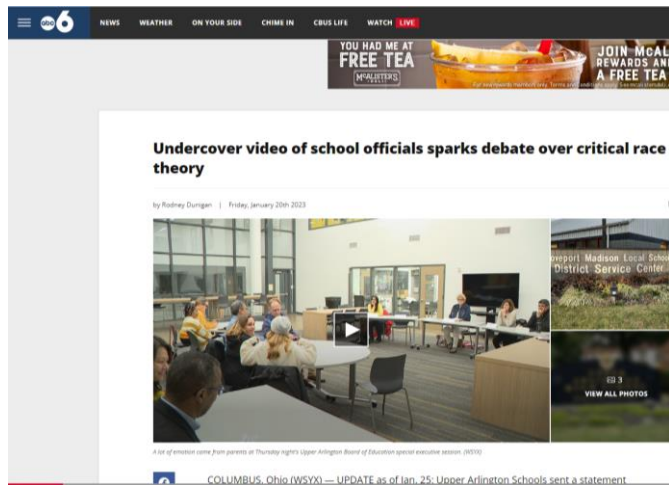 abc 6 NEWS WEATHER ON YOUR SIDE CHIME IN CBUS LIFE WATCH LIVE
YOU HAD ME AT
FREE TEA
McALISTER'S
JOIN McAL
REWARDS AN
A FREE TEA
Undercover video of school officials sparks debate over critical race
theory
by Rodney Dunigan | Friday, January 20th 2023
oveport Madison Local Schoo
District Service Center
3
VIEW ALL PHOTOS
A lot of emotion came from parents at Thursday night's Upper Arlington Board of Education special executive session. (WSYX)
COLUMBUS, Ohio (WSYX) — UPDATE as of Jan. 25: Upper Arlington Schools sent a statement